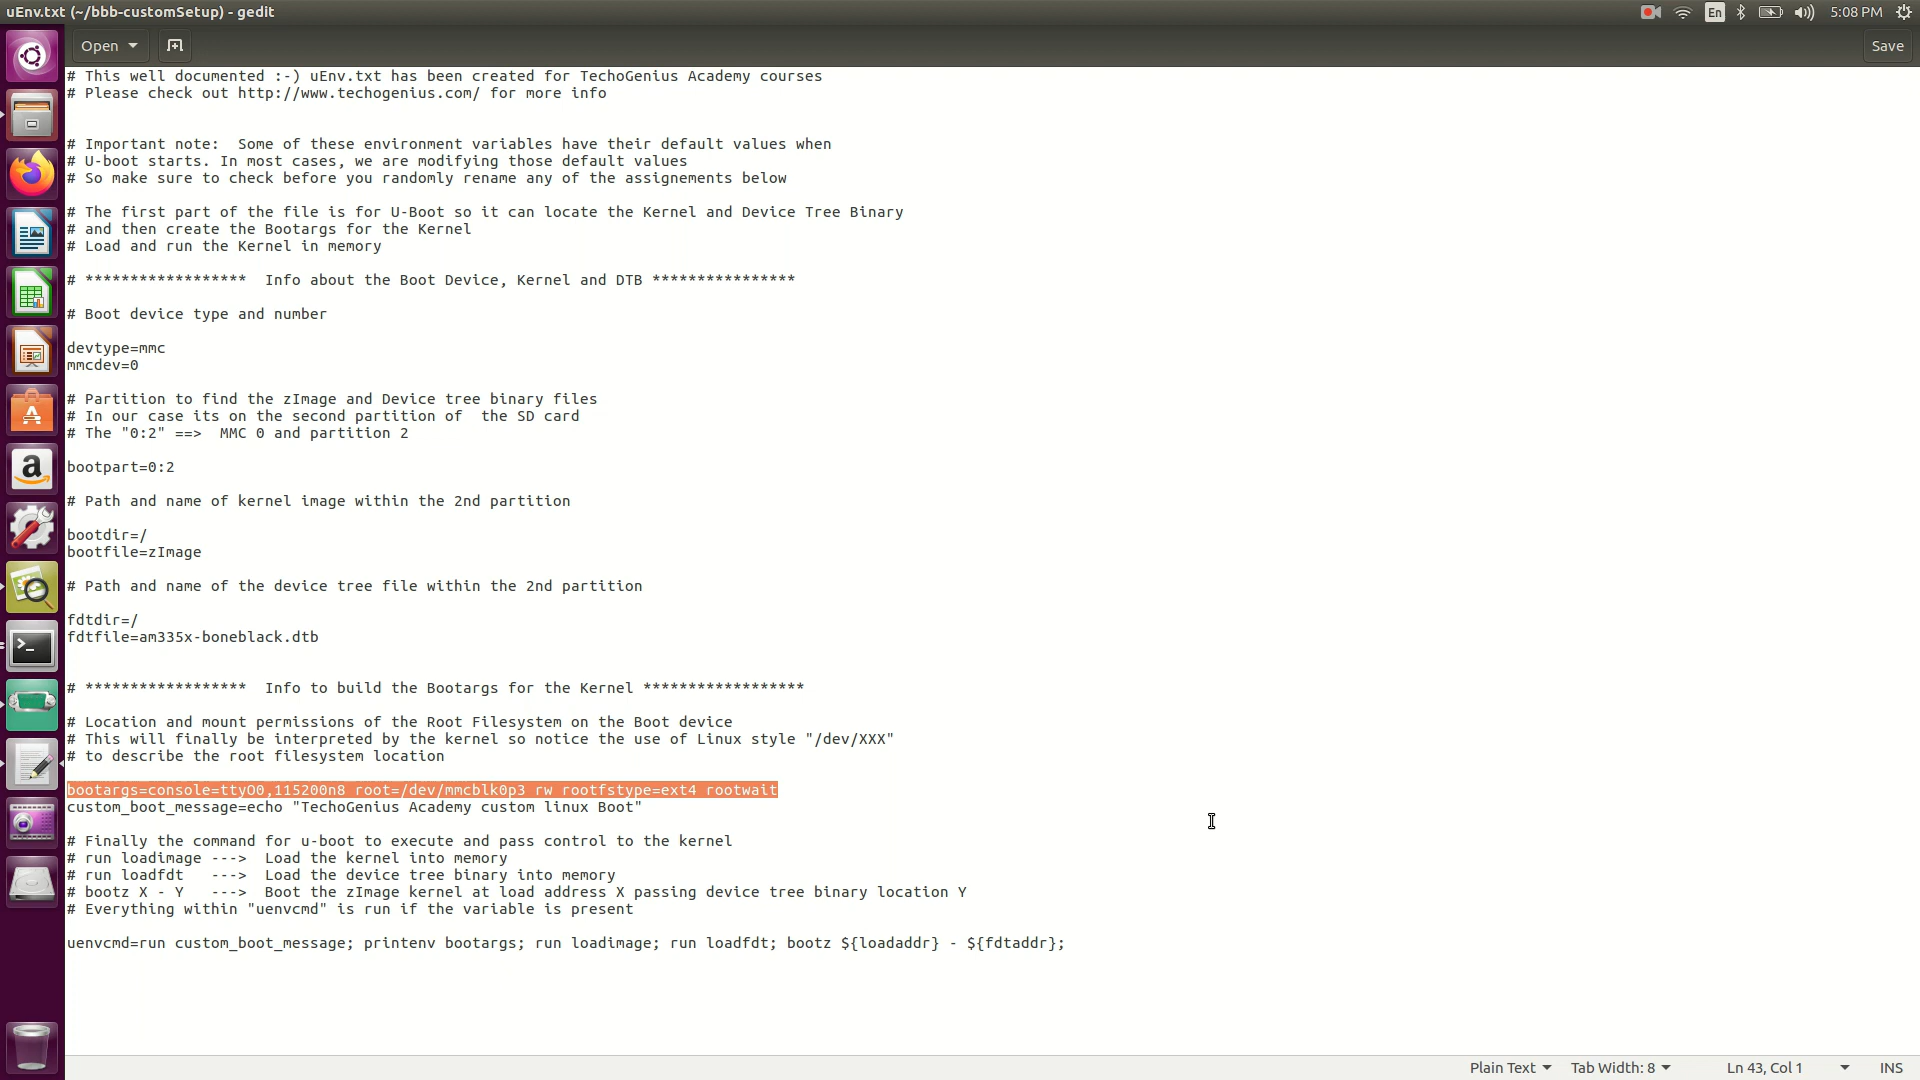 uEnv.txt (~/bbb-customSetup) - gedit
En
5:08 PM
Open
Save
# This well documented :-) uEnv.txt has been created for TechoGenius Academy courses
# Please check out http://www.techogenius.com/ for more info
# Important note:  Some of these environment variables have their default values when
# U-boot starts. In most cases, we are modifying those default values
# So make sure to check before you randomly rename any of the assignements below
# The first part of the file is for U-Boot so it can locate the Kernel and Device Tree Binary
# and then create the Bootargs for the Kernel
# Load and run the Kernel in memory
# ******************  Info about the Boot Device, Kernel and DTB ****************
# Boot device type and number
devtype=mmc
mmcdev=0
# Partition to find the zImage and Device tree binary files
# In our case its on the second partition of  the SD card
# The "0:2" ==>  MMC 0 and partition 2
bootpart=0:2
# Path and name of kernel image within the 2nd partition
bootdir=/
bootfile=zImage
# Path and name of the device tree file within the 2nd partition
fdtdir=/
fdtfile=am335x-boneblack.dtb
# ******************  Info to build the Bootargs for the Kernel ******************
# Location and mount permissions of the Root Filesystem on the Boot device
# This will finally be interpreted by the kernel so notice the use of Linux style "/dev/XXX"
# to describe the root filesystem location
bootargs=console=ttyO0,115200n8 root=/dev/mmcblk0p3 rw rootfstype=ext4 rootwait
custom_boot_message=echo "TechoGenius Academy custom linux Boot"
# Finally the command for u-boot to execute and pass control to the kernel
# run loadimage --->  Load the kernel into memory
# run loadfdt   --->  Load the device tree binary into memory
# bootz X - Y   --->  Boot the zImage kernel at load address X passing device tree binary location Y
# Everything within "uenvcmd" is run if the variable is present
uenvcmd=run custom_boot_message; printenv bootargs; run loadimage; run loadfdt; bootz ${loadaddr} - ${fdtaddr};
Plain Text
Tab Width: 8
Ln 43, Col 1
INS